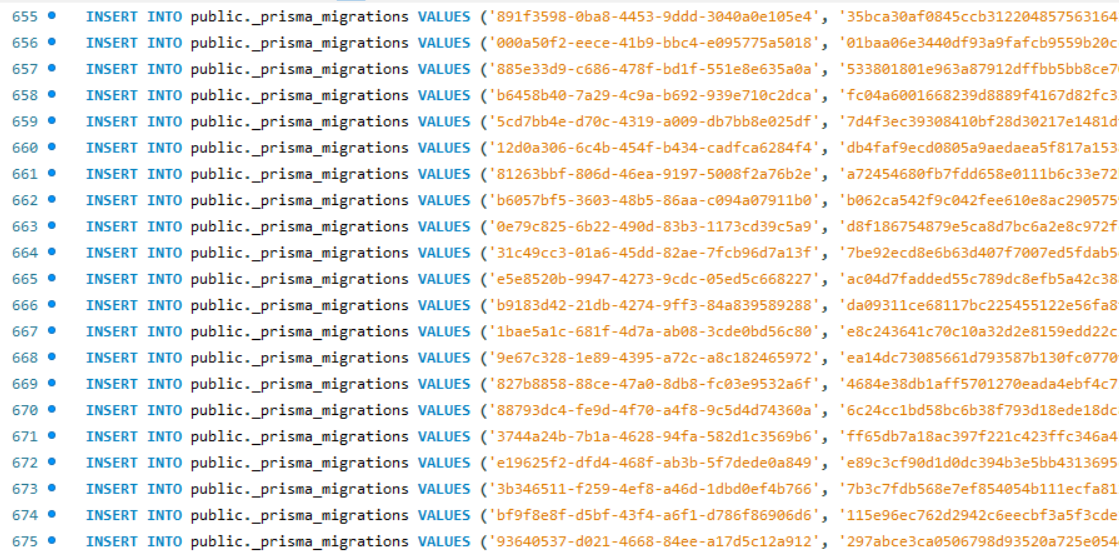 655 INSERT INTO public._prisma_migrations VALUES ('891f3598-0ba8-4453-9ddd-3040a0e105e4', '35bca30af0845ccb312204857563164
656 INSERT INTO public._prisma_migrations VALUES ('000a50f2-eece-41b9-bbc4-e095775a5018', '01baa06e3440df93a9fafcb9559b20c
657 INSERT INTO public._prisma_migrations VALUES ('885e33d9-c686-478f-bd1f-551e8e635a0a', '533801801e963a87912dffbb5bb8ce7
658 INSERT INTO public._prisma_migrations VALUES ('b6458b40-7a29-4c9a-b692-939e710c2dca', 'fc04a6001668239d8889f4167d82fc3
659 INSERT INTO public._prisma_migrations VALUES ('5cd7bb4e-d70c-4319-a009-db7bb8e025df', '7d4f3ec39308410bf28d30217e1481d
660 INSERT INTO public._prisma_migrations VALUES ('12d0a306-6c4b-454f-b434-cadfca6284f4', 'db4faf9ecd0805a9aedaea5f817a153
661 INSERT INTO public._prisma_migrations VALUES ('81263bbf-806d-46ea-9197-5008f2a76b2e', 'a72454680fb7fdd658e0111b6c33e72
662 INSERT INTO public._prisma_migrations VALUES ('b6057bf5-3603-48b5-86aa-c094a07911b0', 'b062ca542f9c042fee610e8ac290575
663 INSERT INTO public._prisma_migrations VALUES ('0e79c825-6b22-490d-83b3-1173cd39c5a9', 'd8f186754879e5ca8d7bc6a2e8c972f
664 INSERT INTO public._prisma_migrations VALUES ('31c49cc3-01a6-45dd-82ae-7fcb96d7a13f', '7be92ecd8e6b63d407f7007ed5fdab5
665 INSERT INTO public._prisma_migrations VALUES ('e5e8520b-9947-4273-9cdc-05ed5c668227', 'ac04d7fadded55c789dc8efb5a42c38
666 INSERT INTO public._prisma_migrations VALUES ('b9183d42-21db-4274-9ff3-84a839589288', 'da09311ce68117bc225455122e56fa8
667 INSERT INTO public._prisma_migrations VALUES ('1bae5a1c-681f-4d7a-ab08-3cde0bd56c80', 'e8c243641c70c10a32d2e8159edd22c
668 INSERT INTO public._prisma_migrations VALUES ('9e67c328-1e89-4395-a72c-a8c182465972', 'ea14dc73085661d793587b130fc0770
669 INSERT INTO public._prisma_migrations VALUES ('827b8858-88ce-47a0-8db8-fc03e9532a6f', '4684e38db1aff5701270eada4ebf4c7
670 INSERT INTO public._prisma_migrations VALUES ('88793dc4-fe9d-4f70-a4f8-9c5d4d74360a', '6c24cc1bd58bc6b38f793d18ede18dc
671 INSERT INTO public._prisma_migrations VALUES ('3744a24b-7b1a-4628-94fa-582d1c3569b6', 'ff65db7a18ac397f221c423ffc346a4
672 INSERT INTO public._prisma_migrations VALUES ('e19625f2-dfd4-468f-ab3b-5f7dede0a849', 'e89c3cf90d1d0dc394b3e5bb4313695
673 INSERT INTO public._prisma_migrations VALUES ('3b346511-f259-4ef8-a46d-1dbd0ef4b766', '7b3c7fdb568e7ef854054b111ecfa81
674 INSERT INTO public._prisma_migrations VALUES ('bf9f8e8f-d5bf-43f4-a6f1-d786f86906d6', '115e96ec762d2942c6eecbf3a5f3cde
675 INSERT INTO public._prisma_migrations VALUES ('93640537-d021-4668-84ee-a17d5c12a912', '297abce3ca0506798d93520a725e054